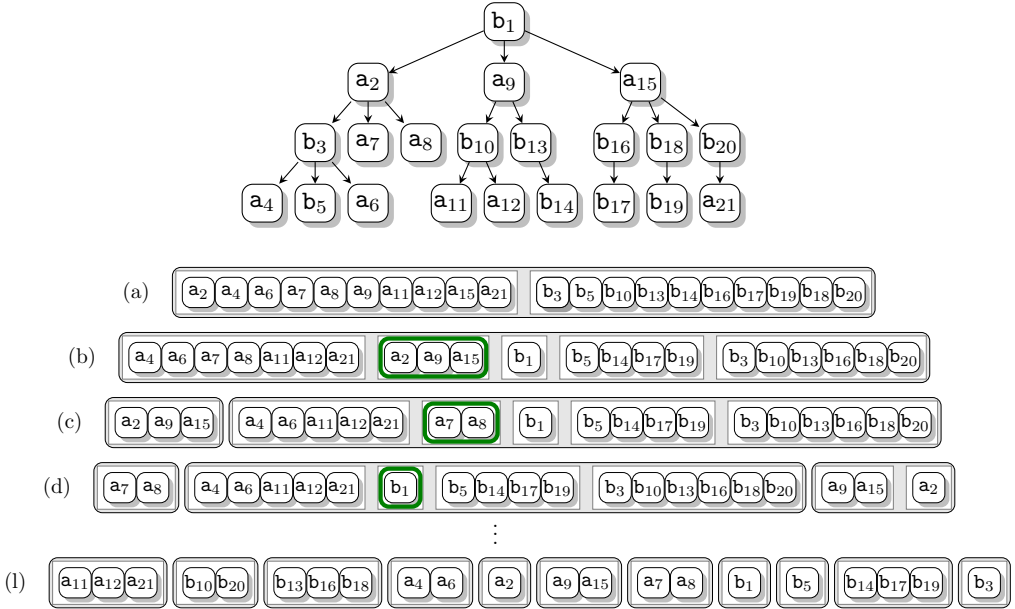 b1
a2 a9 a15
b3 a7 a8 b10 b13 b16 b18 b20
a4 b5 a6 a11 a12 b14 b17 b19 a21
(a) a2 a4 a6 a7 a8 a9 a11 a12 a15 a21 b3 b5 b10 b13 b14 b16 b17 b19 b18 b20
(b) a4 a6 a7 a8 a11 a12 a21 a2 a9 a15 b1 b5 b14 b17 b19 b3 b10 b13 b16 b18 b20
(c) a2 a9 a15 a4 a6 a11 a12 a21 a7 a8 b1 b5 b14 b17 b19 b3 b10 b13 b16 b18 b20
(d) a7 a8 a4 a6 a11 a12 a21 b1 b5 b14 b17 b19 b3 b10 b13 b16 b18 b20 a9 a15 a2
⋮
(l) a11 a12 a21 b10 b20 b13 b16 b18 a4 a6 a2 a9 a15 a7 a8 b1 b5 b14 b17 b19 b3